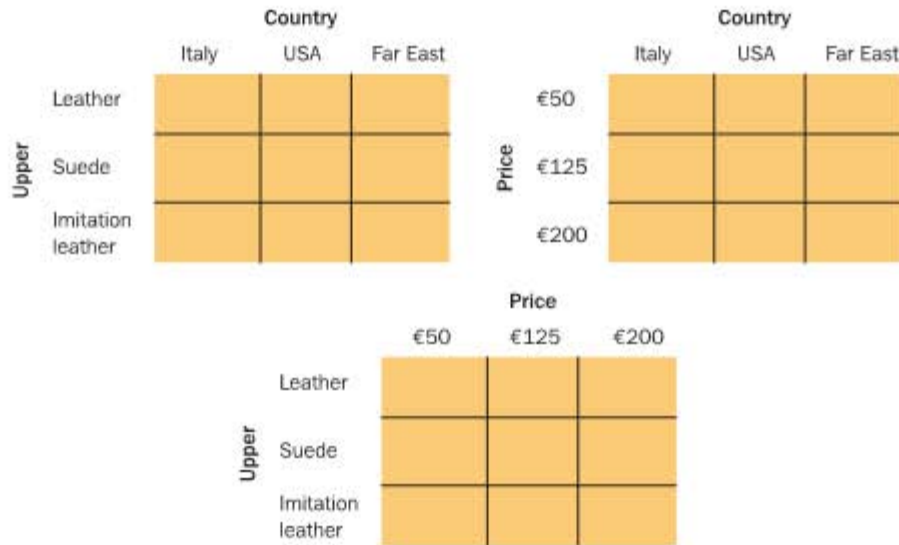 Country
Italy USA Far East
Upper
Leather
Suede
Imitation
leather
Country
Italy USA Far East
Price
€50
€125
€200
Price
€50 €125 €200
Upper
Leather
Suede
Imitation
leather